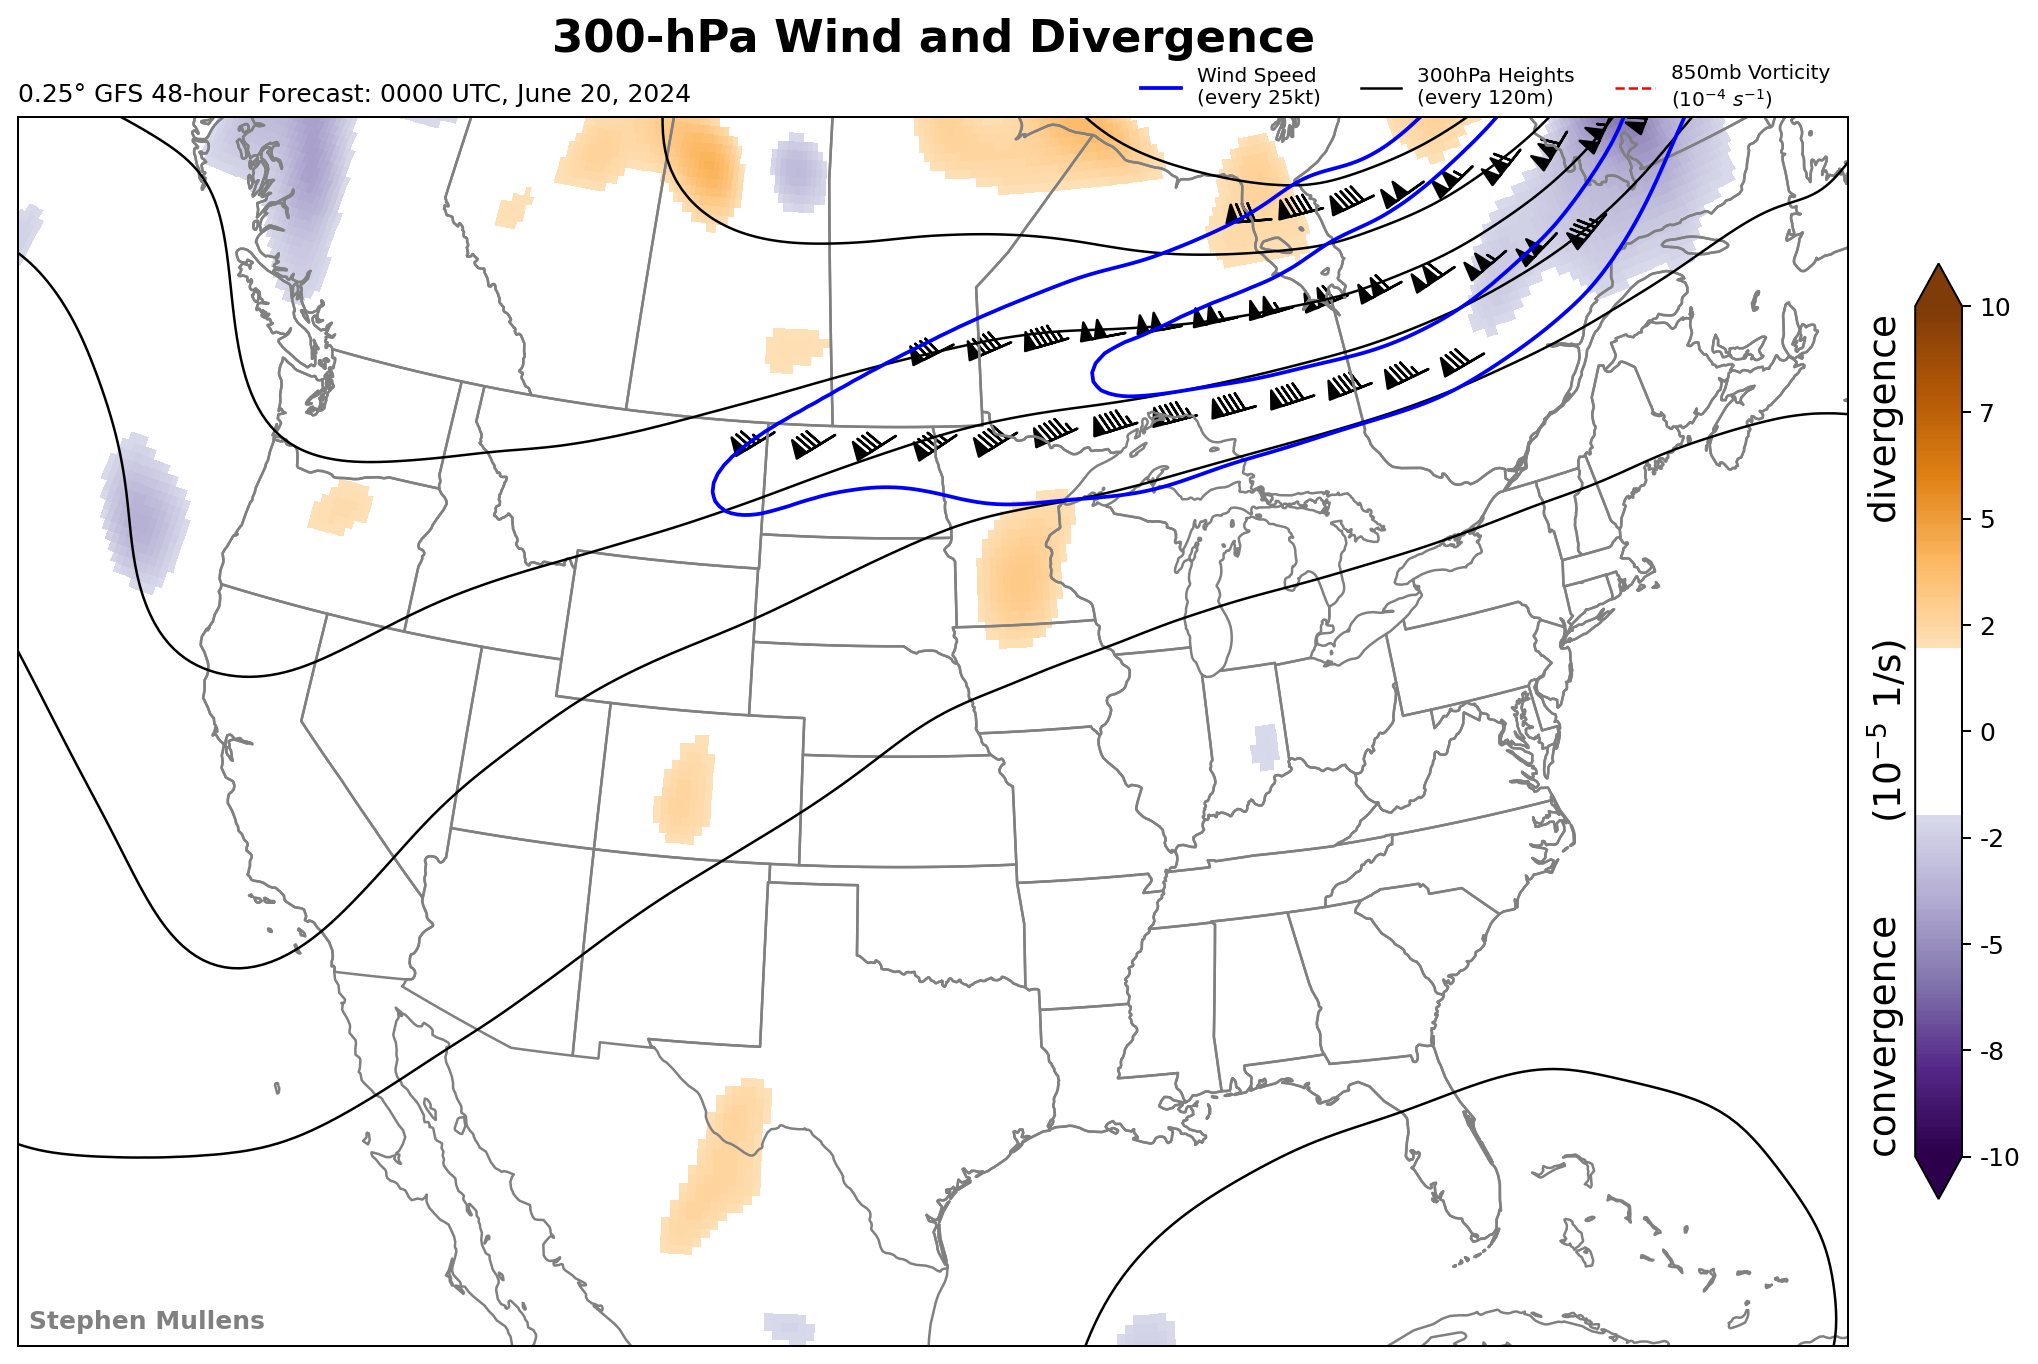 300-hPa Wind and Divergence
0.25° GFS 48-hour Forecast: 0000 UTC, June 20, 2024
Wind Speed
(every 25kt)
300hPa Heights
(every 120m)
850mb Vorticity
(10⁻⁴ s⁻¹)
10
7
5
2
0
-2
-5
-8
-10
divergence
(10⁻⁵ 1/s)
convergence
Stephen Mullens